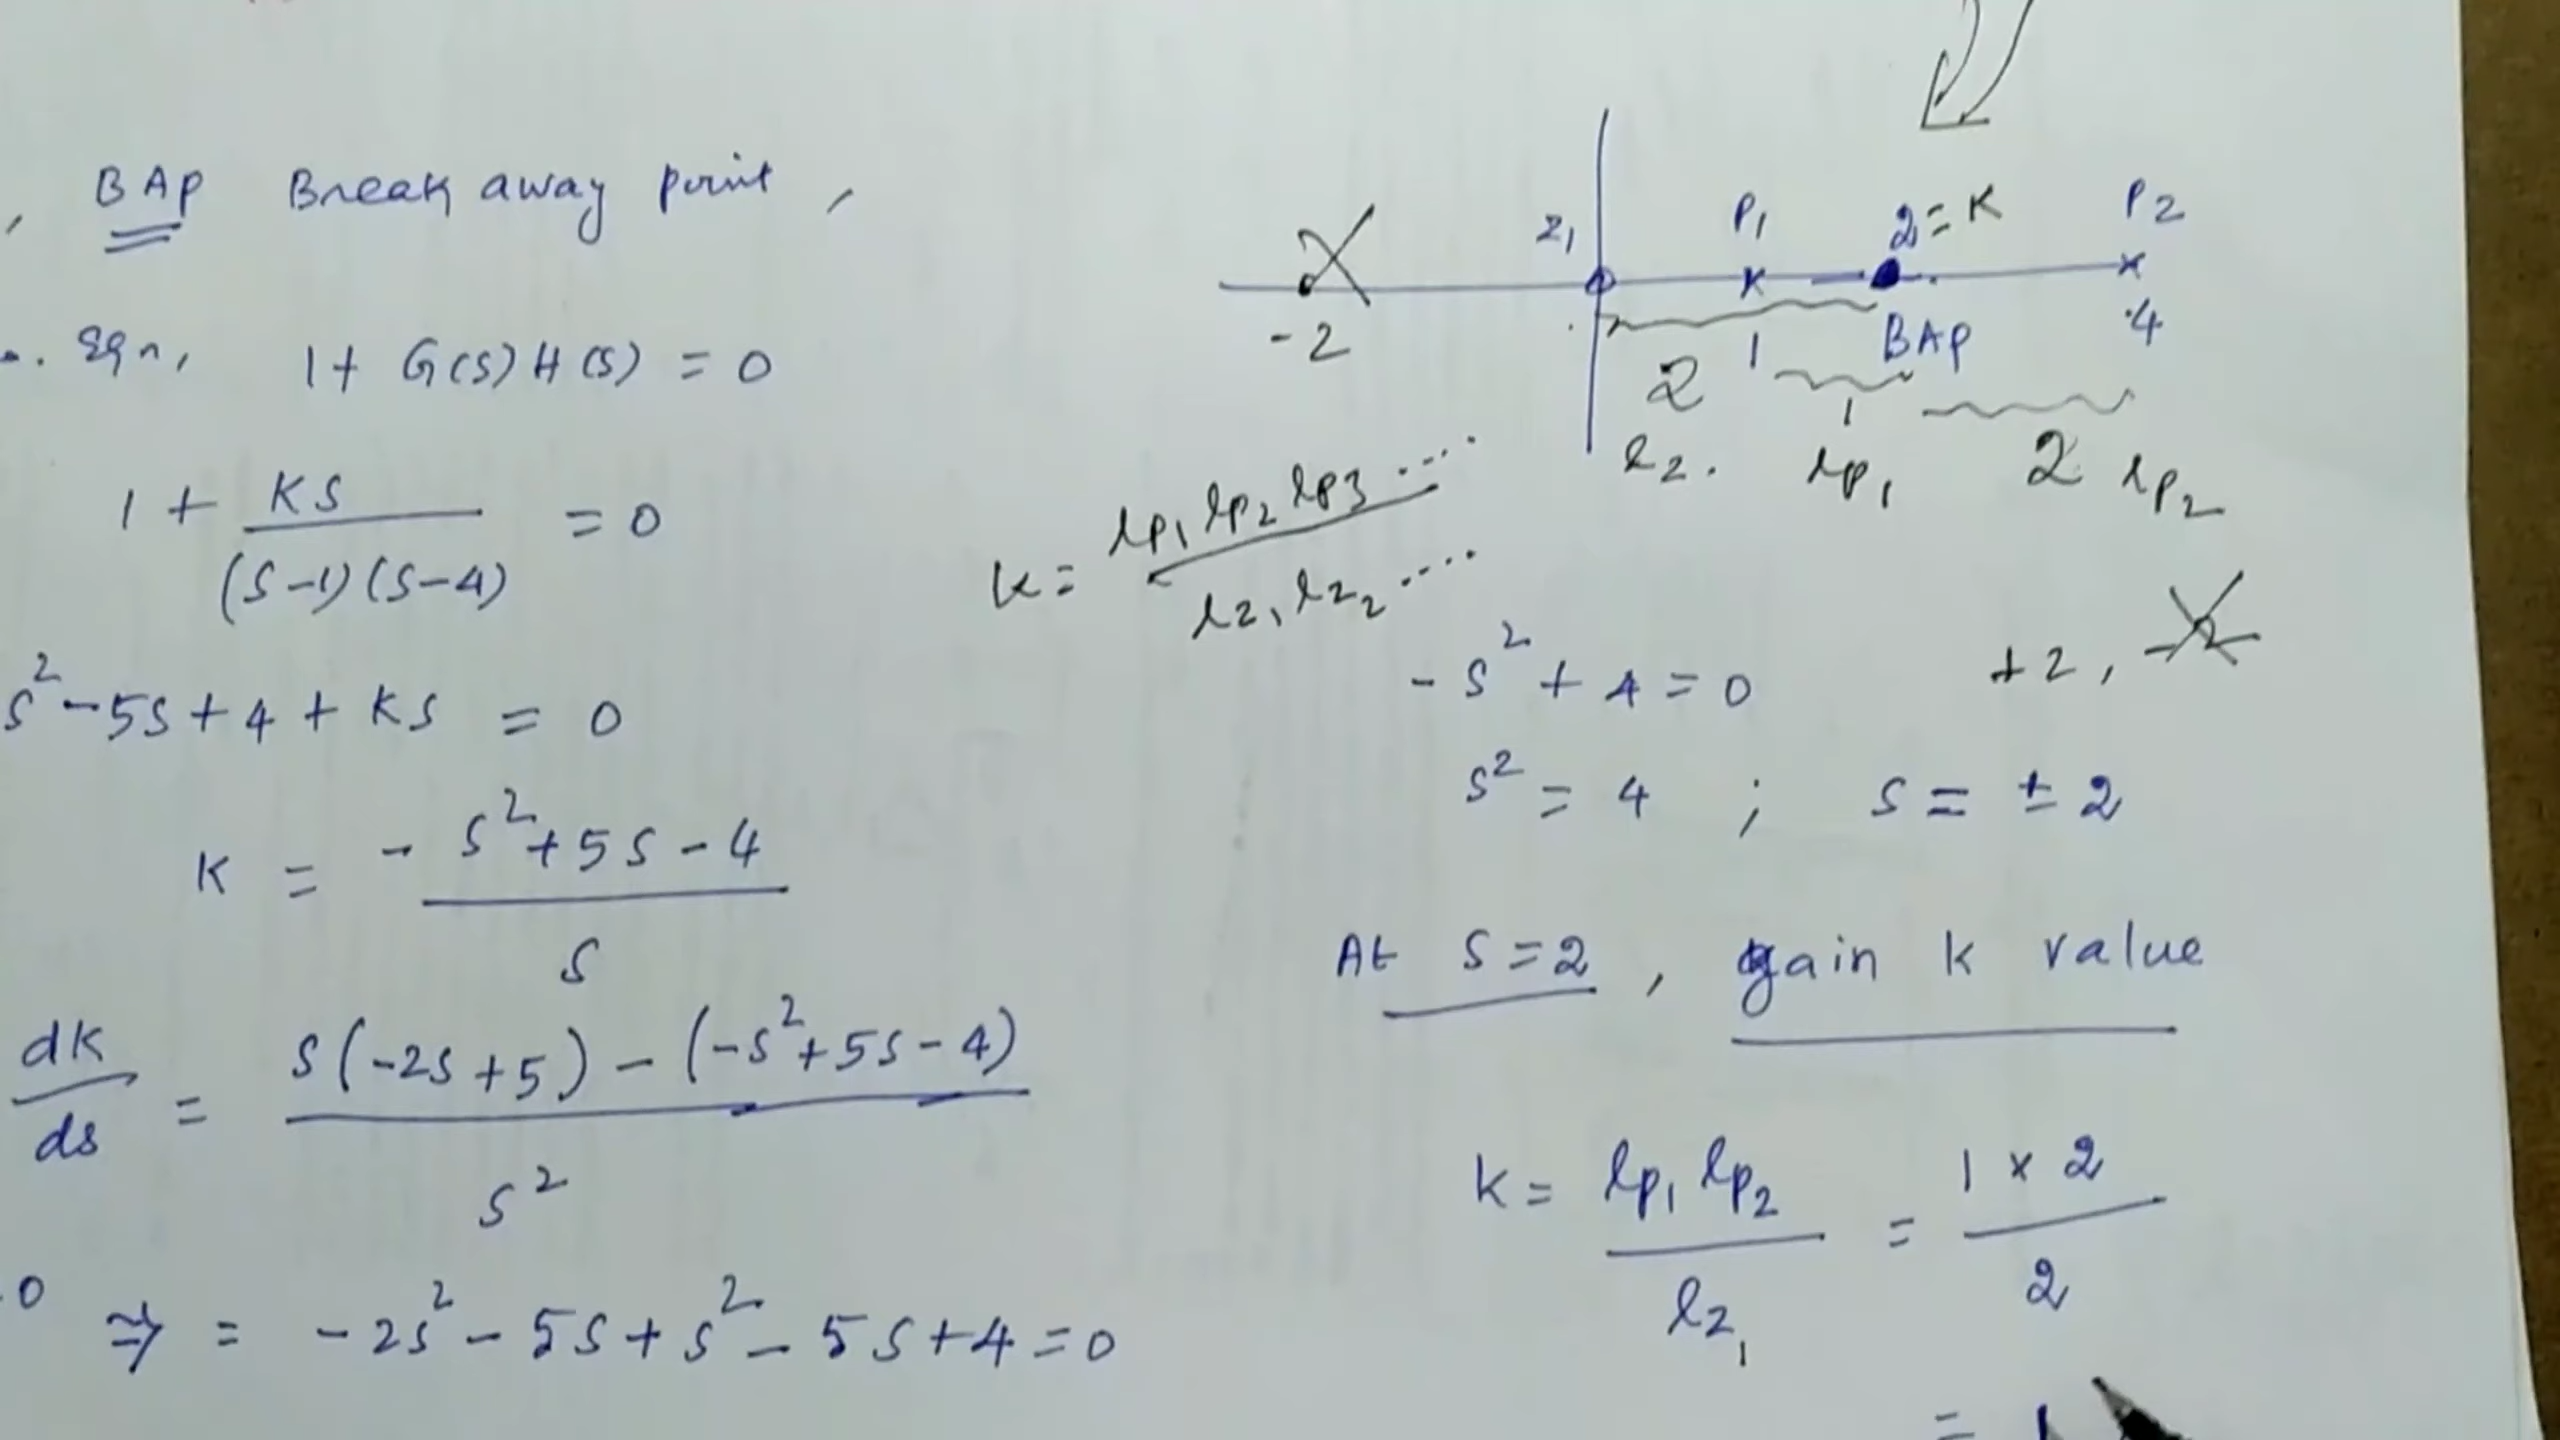 , BAP Break away point ,
. Eqn, 1 + G(s) H(s) = 0
1 + KS / (S-1)(S-4) = 0
s² - 5s + 4 + KS = 0
K = - s² + 5s - 4 / s
dk/ds = s(-2s+5) - (-s²+5s-4) / s²
0 ⇒ = -2s² - 5s + s² - 5s + 4 = 0
z₁ P₁ 2 = K P₂
-2 1 BAP 4
2 1 2
lz . lp₁ lp₂
k = lp₁ lp₂ lp3 .... / lz₁ lz₂ ....
-s² + 4 = 0 +2, -2
s² = 4 ; s = ± 2
At s = 2 , gain k value
k = lp₁ lp₂ / lz₁ = 1 x 2 / 2
=